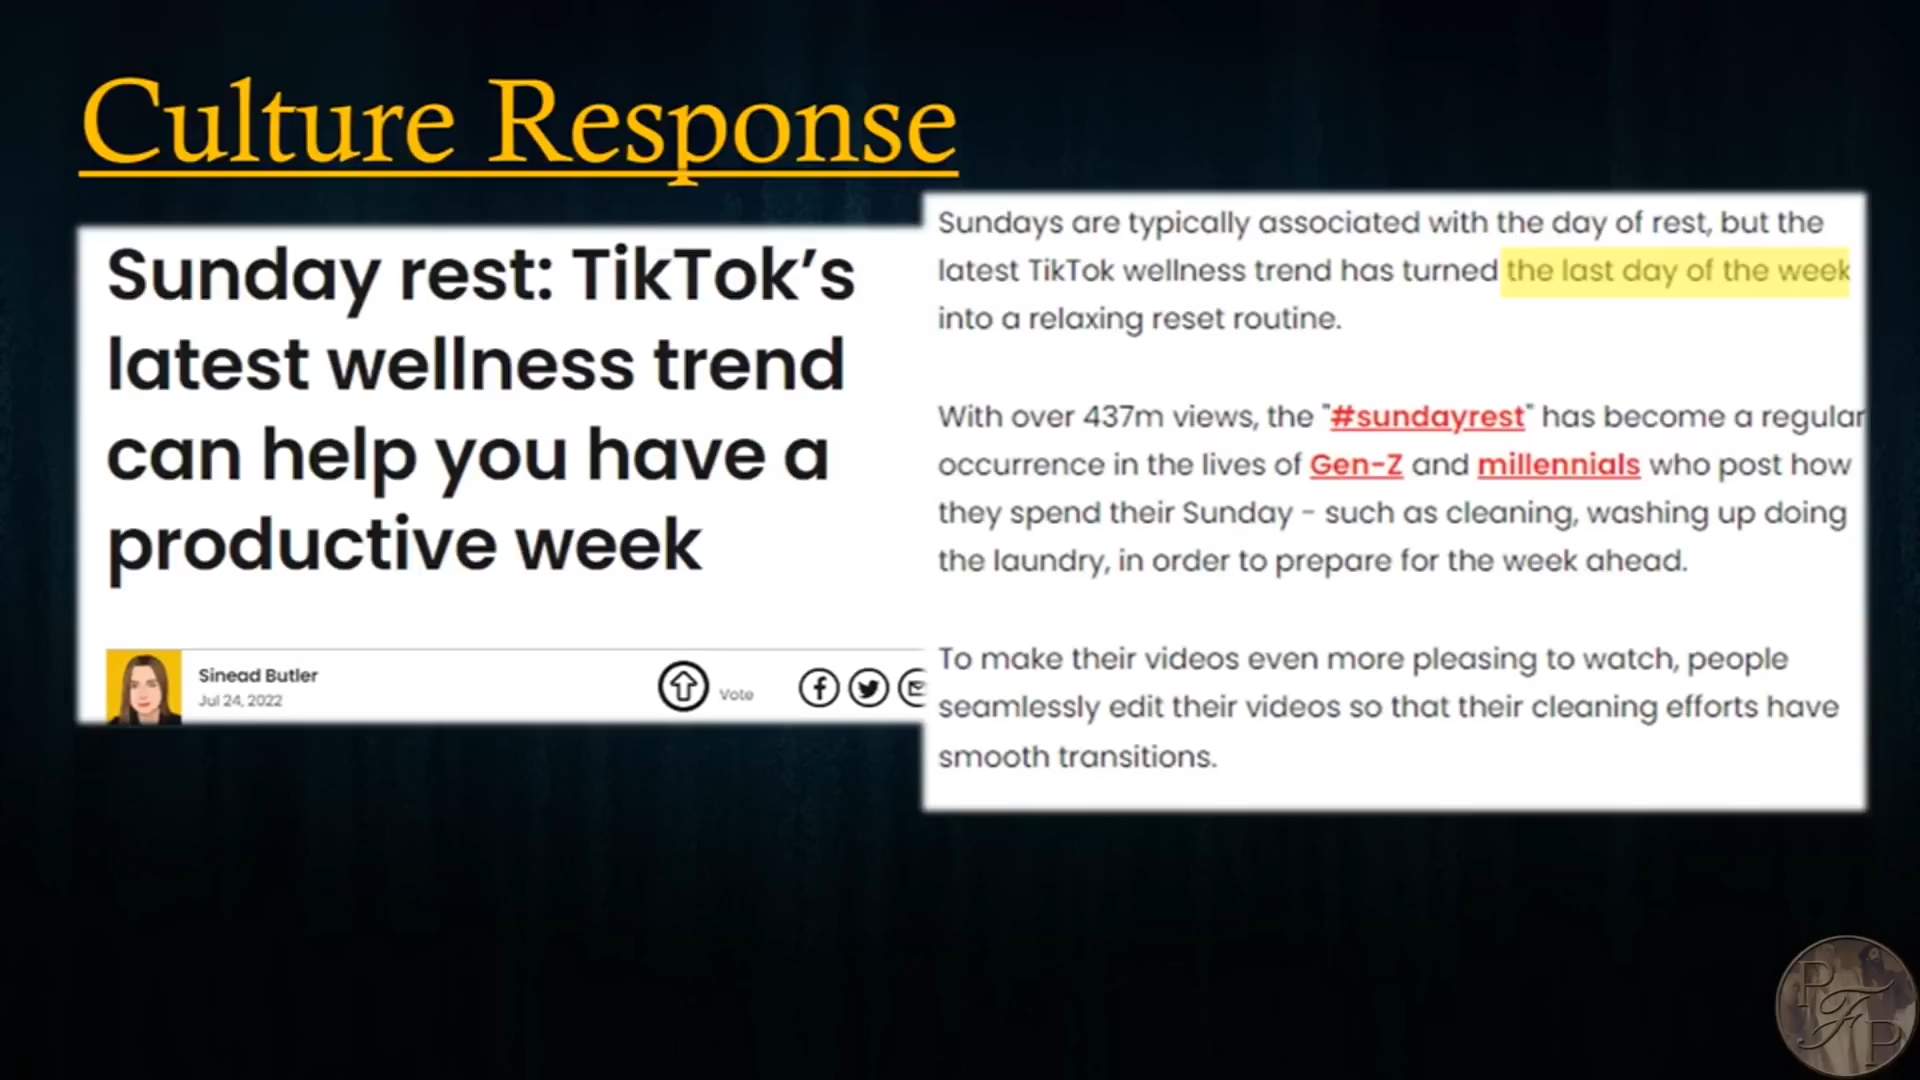 Culture Response
Sunday rest: TikTok’s
latest wellness trend
can help you have a
productive week
Sinead Butler
Jul 24, 2022
Vote
Sundays are typically associated with the day of rest, but the
latest TikTok wellness trend has turned the last day of the week
into a relaxing reset routine.
With over 437m views, the "#sundayrest" has become a regular
occurrence in the lives of Gen-Z and millennials who post how
they spend their Sunday - such as cleaning, washing up doing
the laundry, in order to prepare for the week ahead.
To make their videos even more pleasing to watch, people
seamlessly edit their videos so that their cleaning efforts have
smooth transitions.
PFP